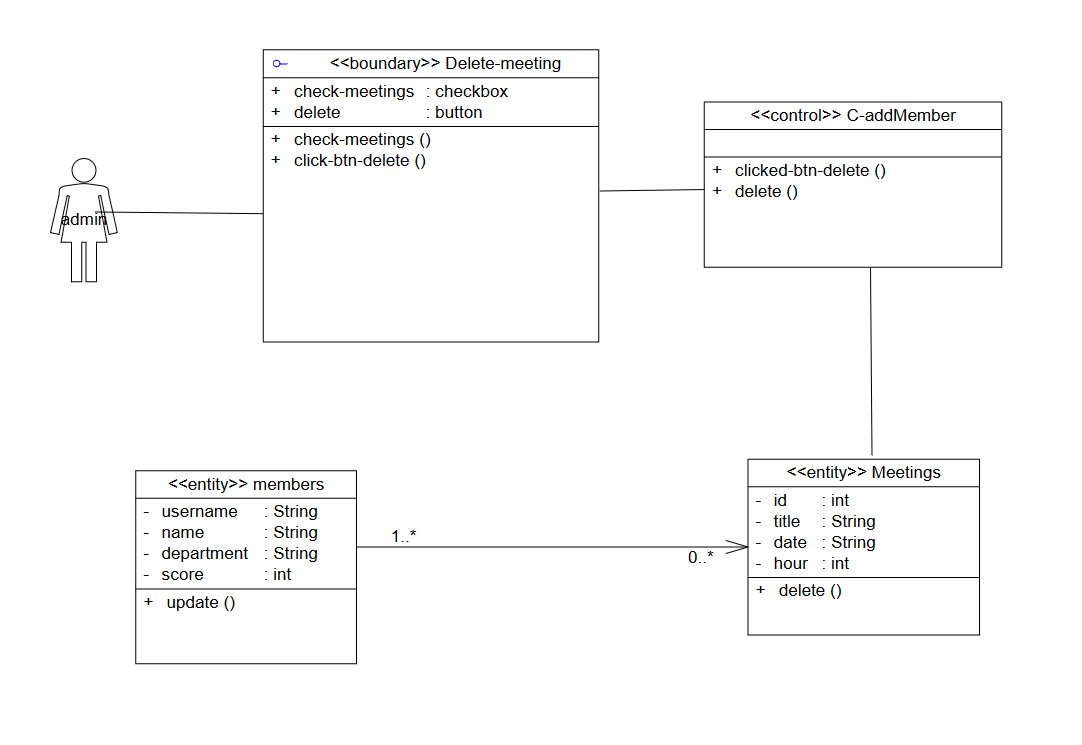 <<boundary>> Delete-meeting
+ check-meetings : checkbox
+ delete : button
+ check-meetings ()
+ click-btn-delete ()
<<control>> C-addMember
+ clicked-btn-delete ()
+ delete ()
admin
<<entity>> members
- username : String
- name : String
- department : String
- score : int
+ update ()
1..*
0..*
<<entity>> Meetings
- id : int
- title : String
- date : String
- hour : int
+ delete ()